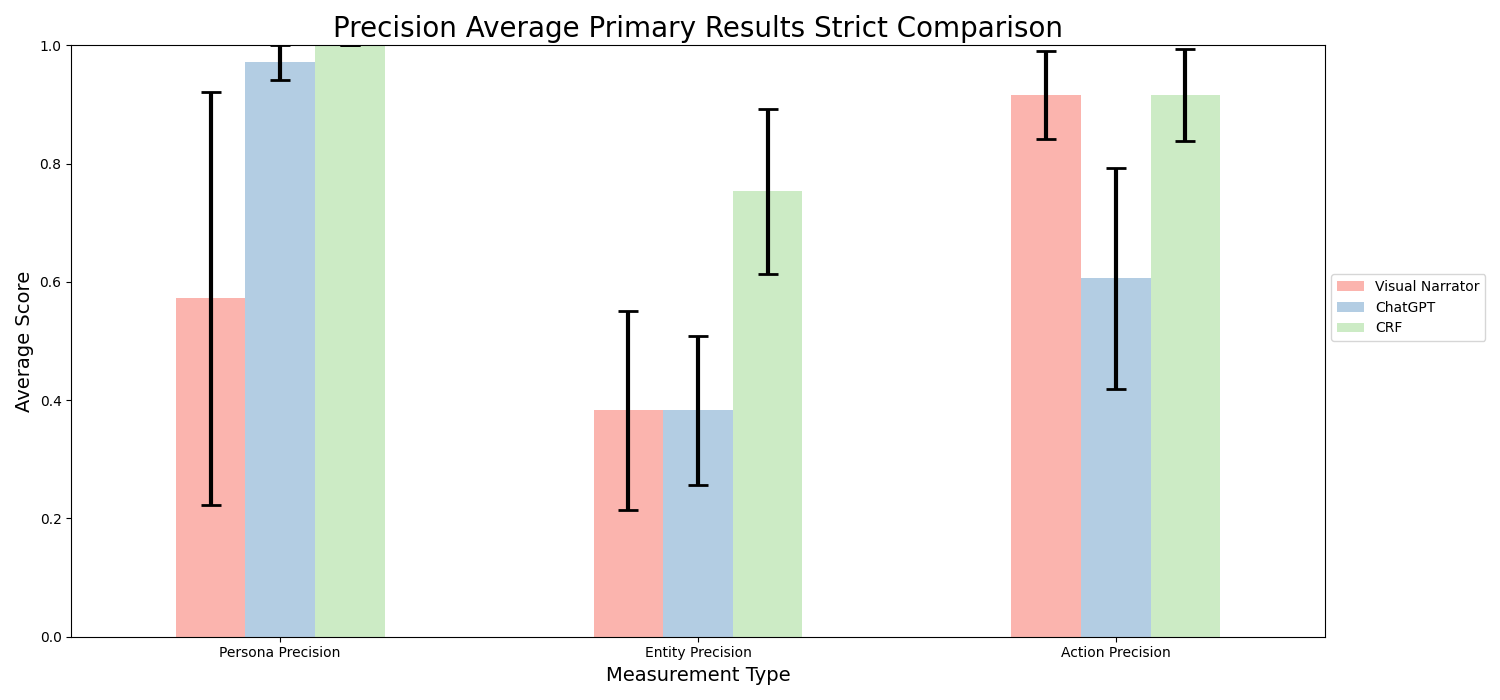 Precision Average Primary Results Strict Comparison
Average Score
1.0
0.8
0.6
0.4
0.2
0.0
Persona Precision
Entity Precision
Action Precision
Measurement Type
Visual Narrator
ChatGPT
CRF